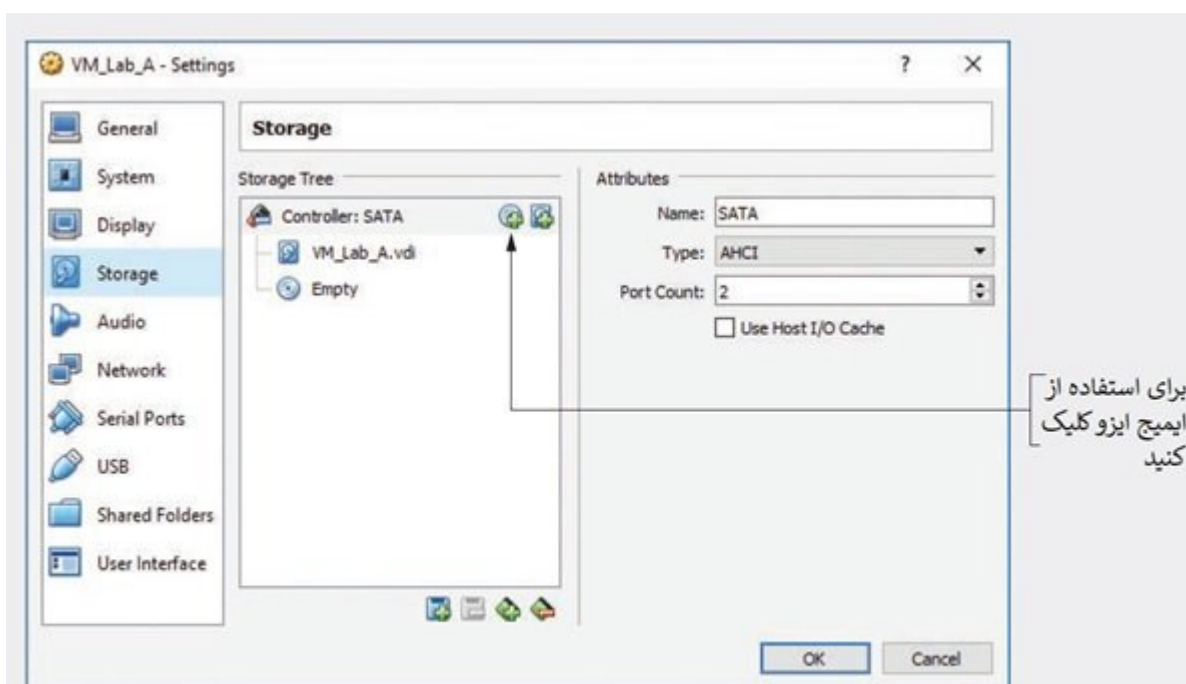 VM_Lab_A - Settings
?
General
System
Display
Storage
Audio
Network
Serial Ports
USB
Shared Folders
User Interface
Storage
Storage Tree
Controller: SATA
VM_Lab_A.vdi
Empty
Attributes
Name: SATA
Type: AHCI
Port Count: 2
Use Host I/O Cache
OK
Cancel
برای استفاده از
ایمیج ایزو کلیک
کنید